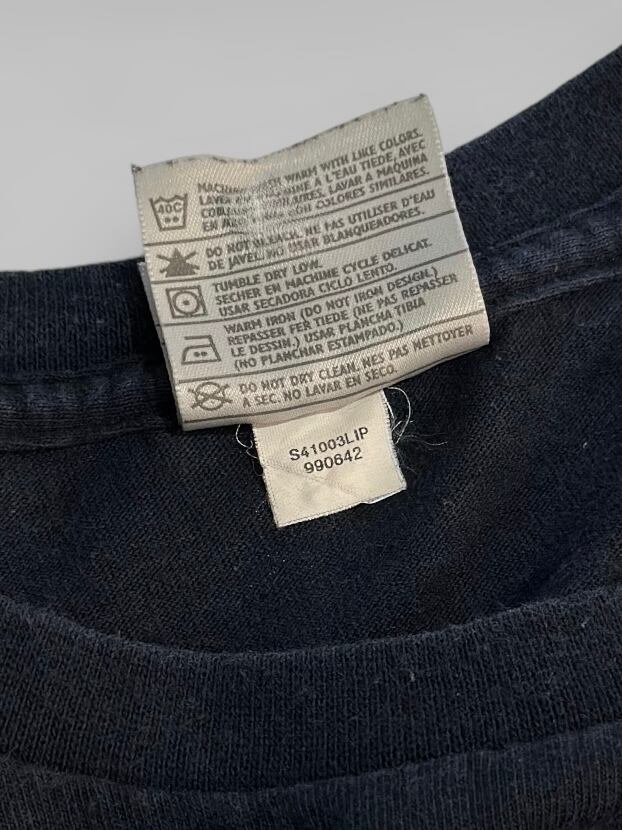 MACHINE WASH WARM WITH LIKE COLORS.
LAVER EN MACHINE À L'EAU TIEDE, AVEC
COULEURS SIMILAIRES. LAVAR A MAQUINA
EN AGUA COLORES SIMILARES.
40C
DO NOT BLEACH. NE PAS UTILISER D'EAU
DE JAVEL. NO USAR BLANQUEADORES.
TUMBLE DRY LOW.
SECHER EN MACHINE CYCLE DELICAT.
USAR SECADORA CICLO LENTO.
WARM IRON (DO NOT IRON DESIGN.)
REPASSER FER TIEDE (NE PAS REPASSER
LE DESSIN.) USAR PLANCHA TIBIA
(NO PLANCHAR ESTAMPADO.)
DO NOT DRY CLEAN. NES PAS NETTOYER
A SEC. NO LAVAR EN SECO.
S41003LIP
990642